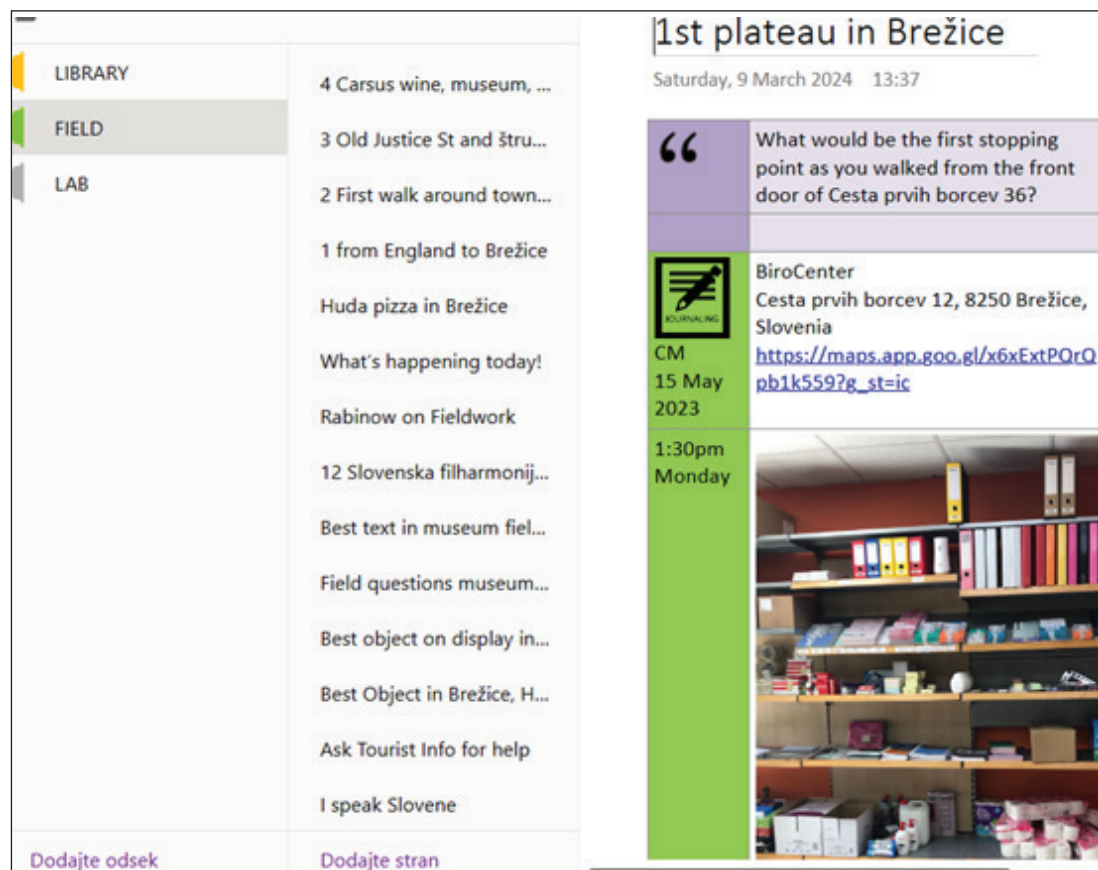 LIBRARY
FIELD
LAB
Dodajte odsek
4 Carsus wine, museum, ...
3 Old Justice St and štru...
2 First walk around town...
1 from England to Brežice
Huda pizza in Brežice
What's happening today!
Rabinow on Fieldwork
12 Slovenska filharmonij...
Best text in museum fiel...
Field questions museum...
Best object on display in...
Best Object in Brežice, H...
Ask Tourist Info for help
I speak Slovene
Dodajte stran
1st plateau in Brežice
Saturday, 9 March 2024 13:37
“
What would be the first stopping
point as you walked from the front
door of Cesta prvih borcev 36?
JOURNALING
CM
15 May
2023
BiroCenter
Cesta prvih borcev 12, 8250 Brežice,
Slovenia
https://maps.app.goo.gl/x6xExtPQrQ
pb1k559?g_st=ic
1:30pm
Monday